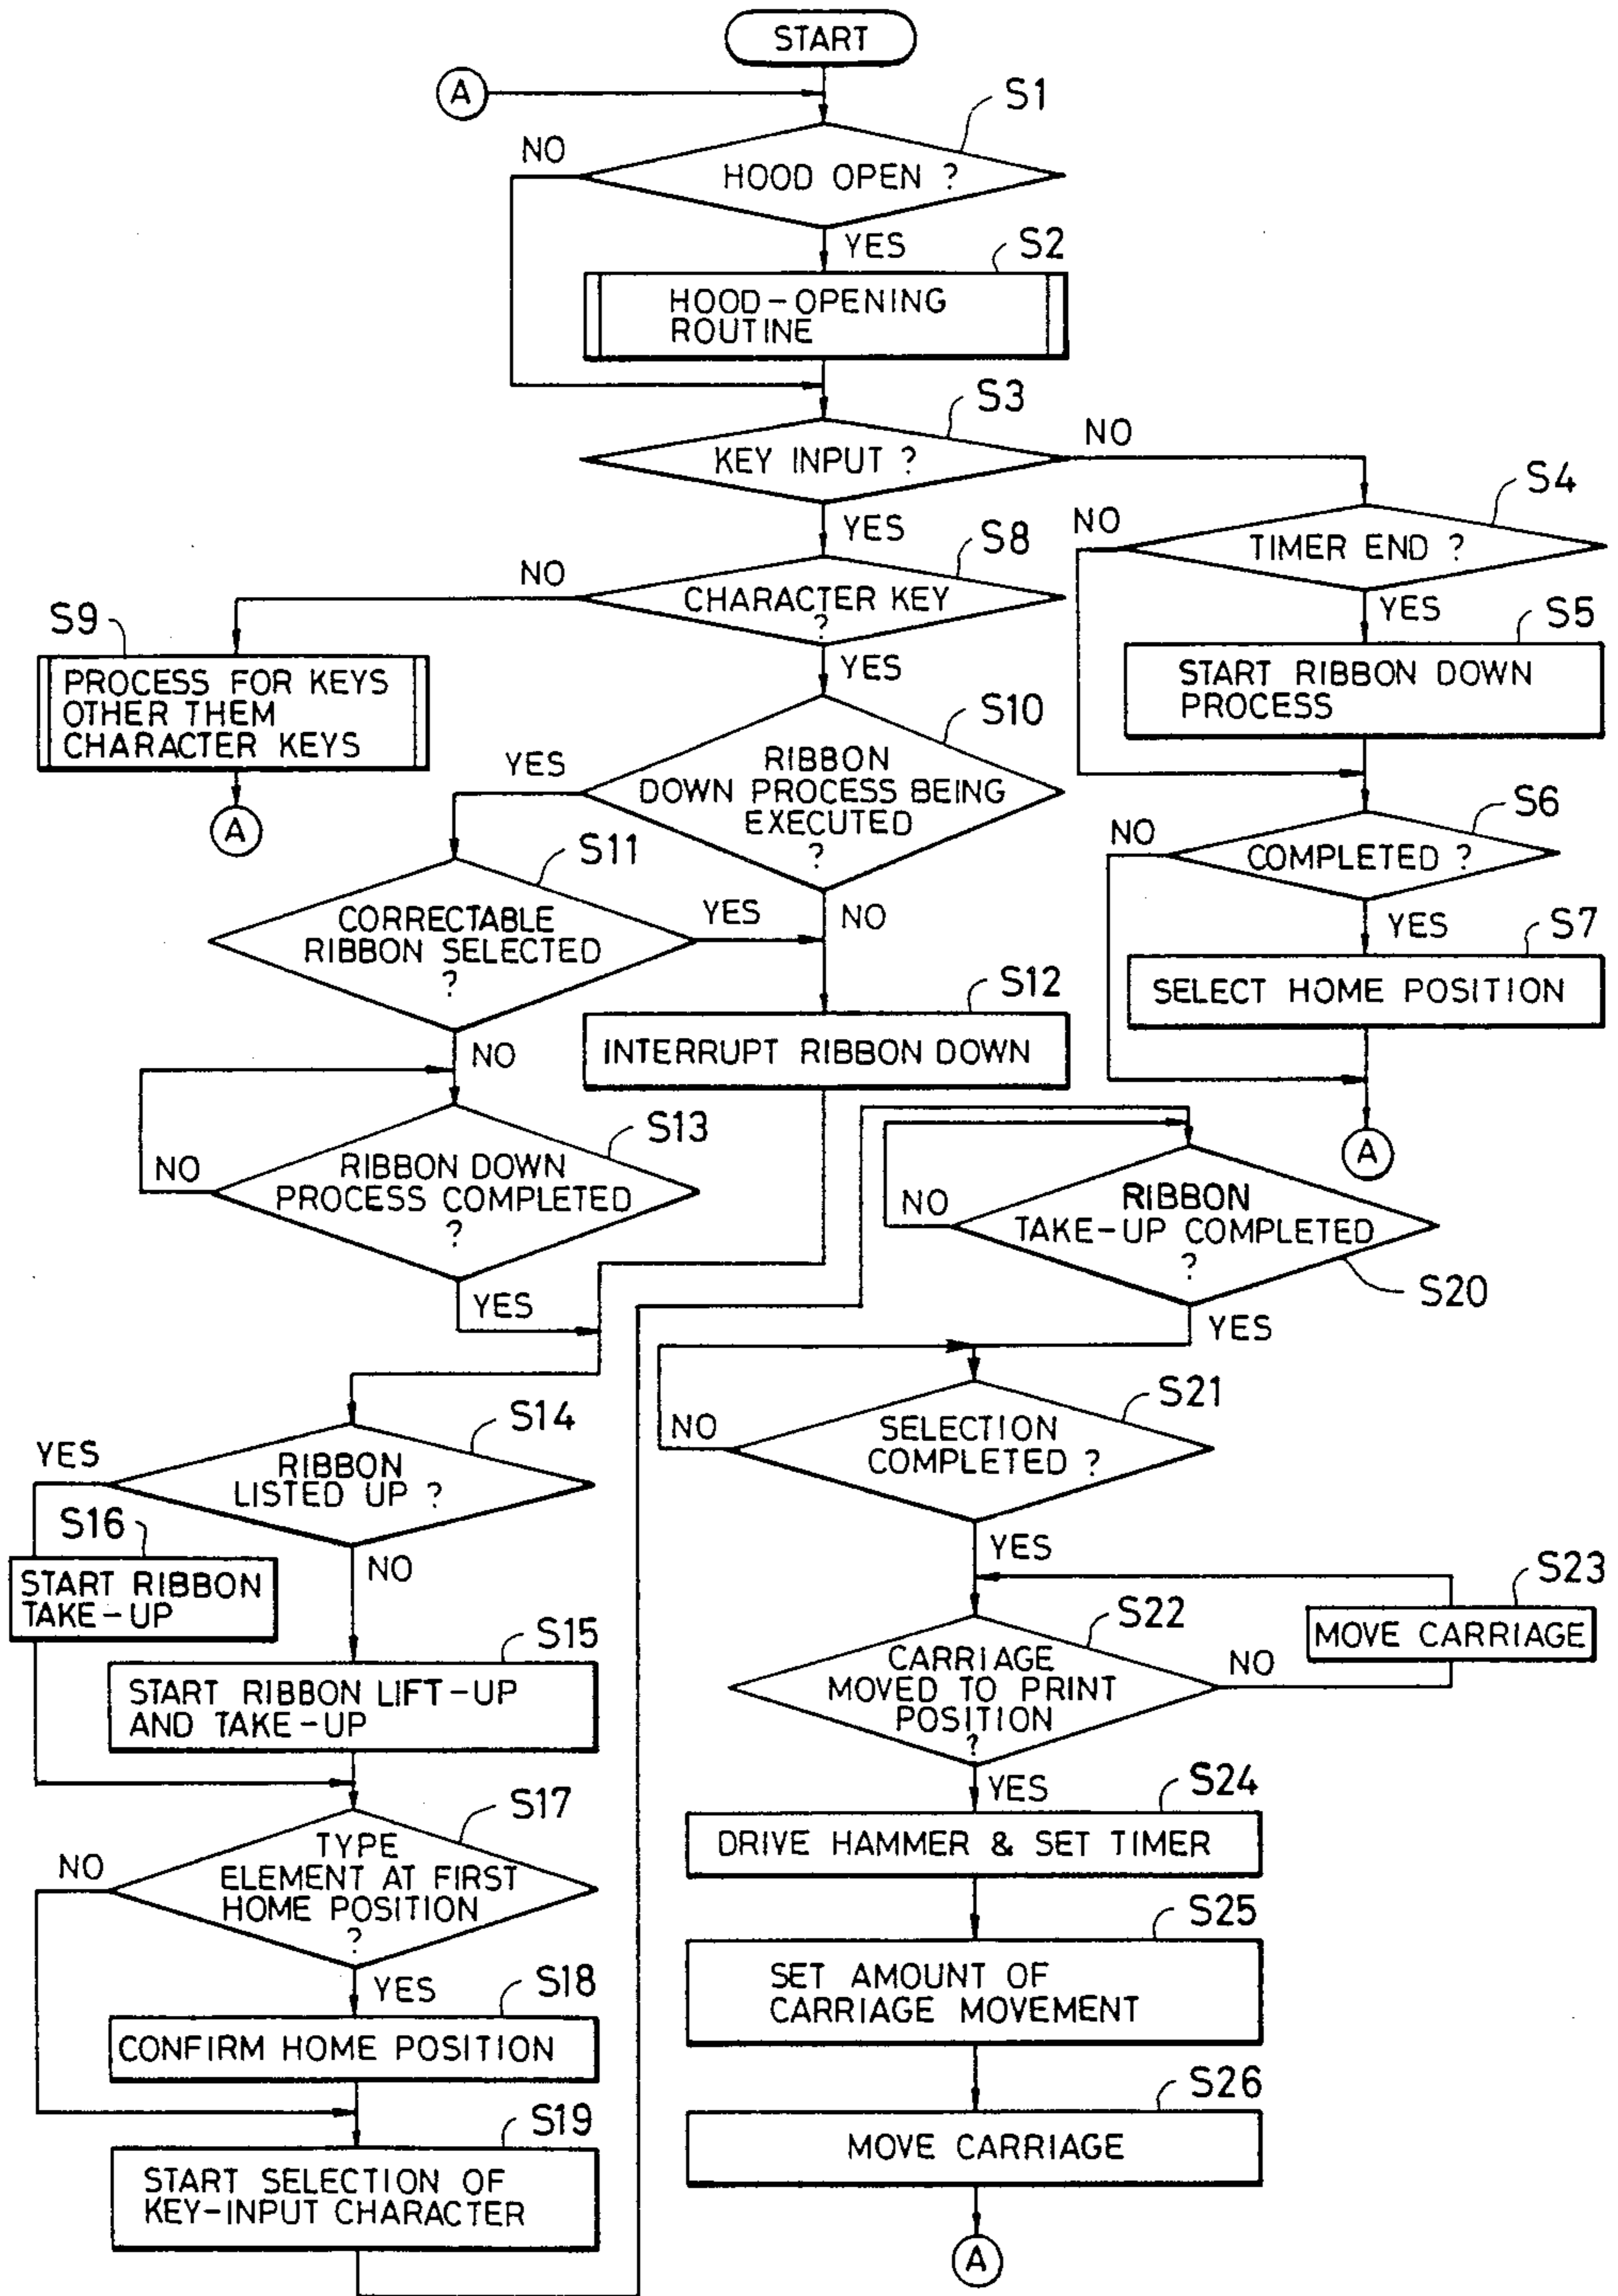 START
A
S1
NO
HOOD OPEN ?
YES
S2
HOOD-OPENING
ROUTINE
S3
KEY INPUT ?
NO
YES
S4
NO
TIMER END ?
YES
S5
START RIBBON DOWN
PROCESS
S6
NO
COMPLETED ?
YES
S7
SELECT HOME POSITION
A
S8
NO
CHARACTER KEY
?
YES
S9
PROCESS FOR KEYS
OTHER THEM
CHARACTER KEYS
A
S10
YES
RIBBON
DOWN PROCESS BEING
EXECUTED
?
NO
S11
CORRECTABLE
RIBBON SELECTED
?
YES
NO
S12
INTERRUPT RIBBON DOWN
S13
NO
RIBBON DOWN
PROCESS COMPLETED
?
YES
S14
YES
RIBBON
LISTED UP ?
NO
S16
START RIBBON
TAKE-UP
S15
START RIBBON LIFT-UP
AND TAKE-UP
S17
NO
TYPE
ELEMENT AT FIRST
HOME POSITION
?
YES
S18
CONFIRM HOME POSITION
S19
START SELECTION OF
KEY-INPUT CHARACTER
NO
RIBBON
TAKE-UP COMPLETED
?
S20
YES
S21
NO
SELECTION
COMPLETED ?
YES
S23
MOVE CARRIAGE
S22
CARRIAGE
MOVED TO PRINT
POSITION
?
NO
YES
S24
DRIVE HAMMER & SET TIMER
S25
SET AMOUNT OF
CARRIAGE MOVEMENT
S26
MOVE CARRIAGE
A